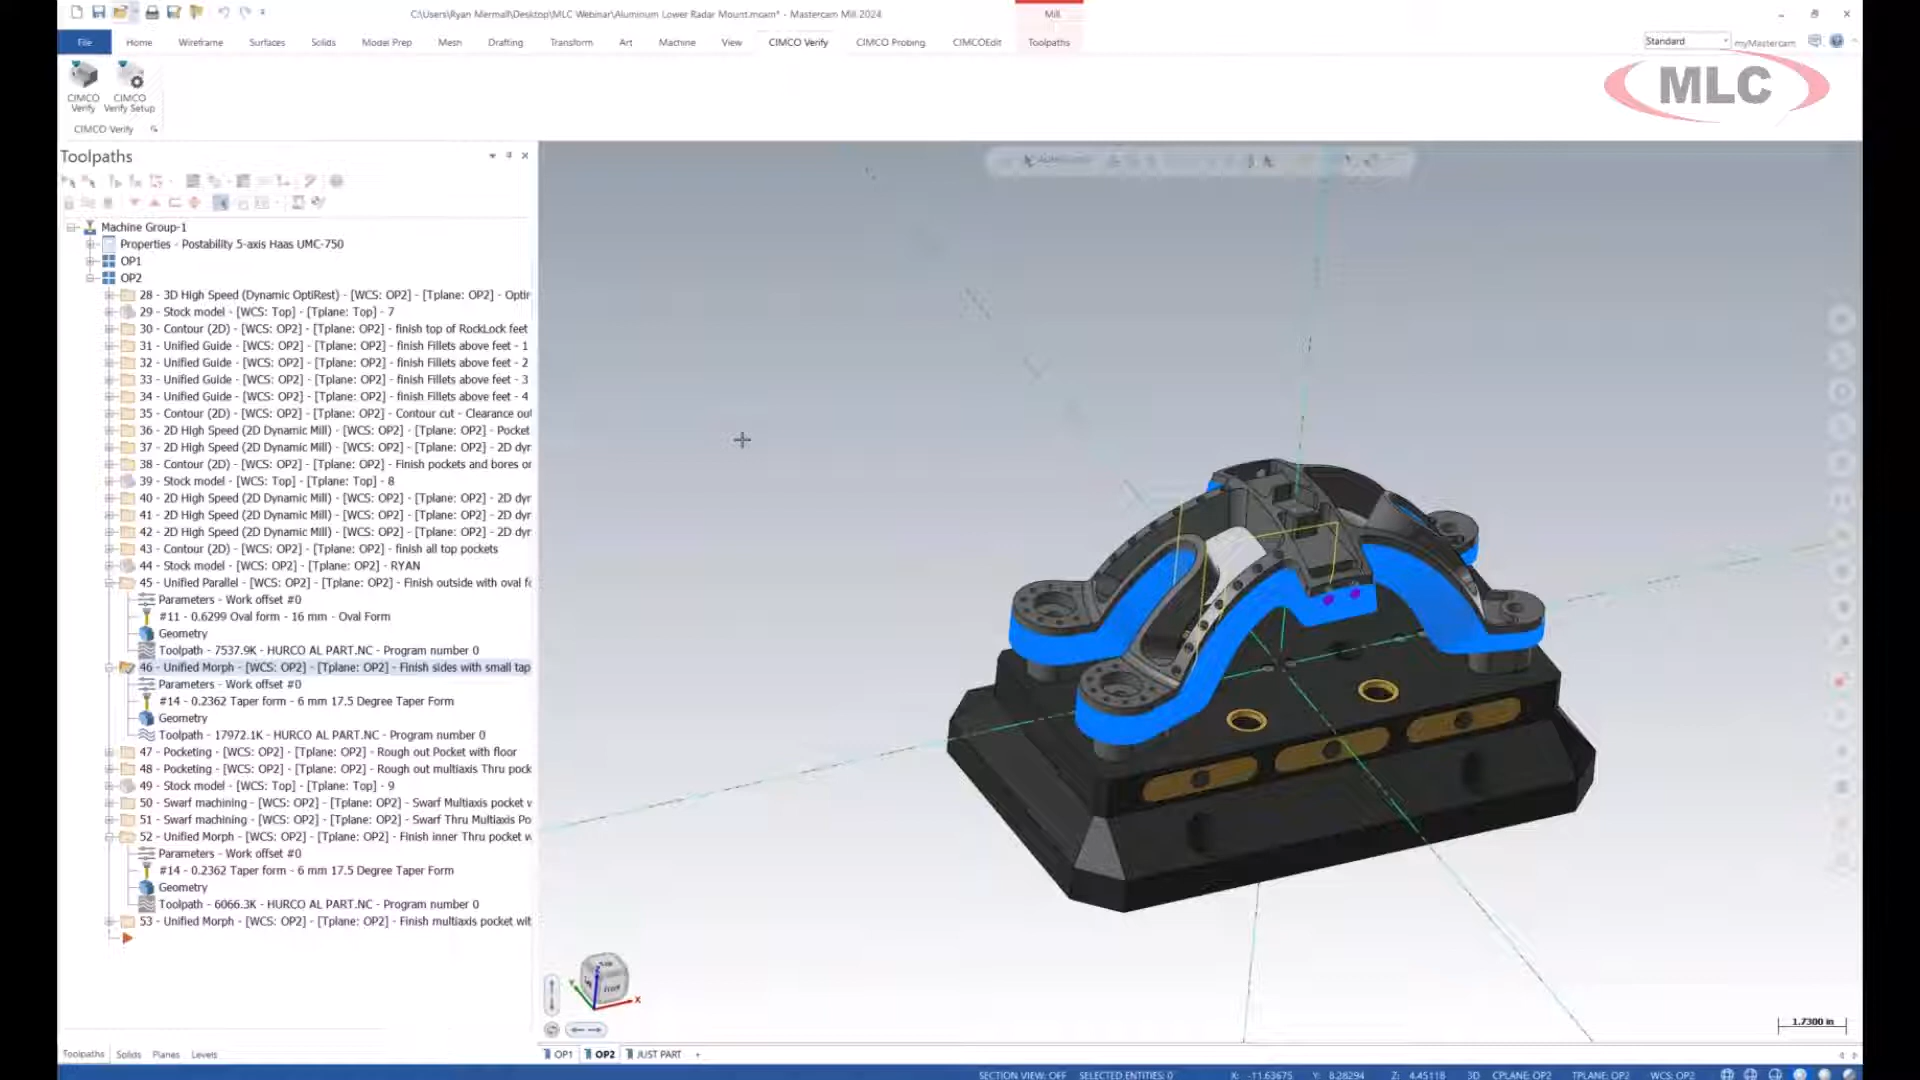 C:\Users\Ryan Mermall\Desktop\MLC Webinar\Aluminum Lower Radar Mount.mcam* - Mastercam Mill 2024
Mill
File
Home
Wireframe
Surfaces
Solids
Model Prep
Mesh
Drafting
Transform
Art
Machine
View
CIMCO Verify
CIMCO Probing
CIMCOEdit
Toolpaths
Standard
myMastercam
MLC
CIMCO Verify
CIMCO Verify Setup
CIMCO Verify
Toolpaths
Machine Group-1
Properties - Postability 5-axis Haas UMC-750
OP1
OP2
28 - 3D High Speed (Dynamic OptiRest) - [WCS: OP2] - [Tplane: OP2] - Optir
29 - Stock model - [WCS: Top] - [Tplane: Top] - 7
30 - Contour (2D) - [WCS: OP2] - [Tplane: OP2] - finish top of RockLock feet
31 - Unified Guide - [WCS: OP2] - [Tplane: OP2] - finish Fillets above feet - 1
32 - Unified Guide - [WCS: OP2] - [Tplane: OP2] - finish Fillets above feet - 2
33 - Unified Guide - [WCS: OP2] - [Tplane: OP2] - finish Fillets above feet - 3
34 - Unified Guide - [WCS: OP2] - [Tplane: OP2] - finish Fillets above feet - 4
35 - Contour (2D) - [WCS: OP2] - [Tplane: OP2] - Contour cut - Clearance out
36 - 2D High Speed (2D Dynamic Mill) - [WCS: OP2] - [Tplane: OP2] - Pocket
37 - 2D High Speed (2D Dynamic Mill) - [WCS: OP2] - [Tplane: OP2] - 2D dyr
38 - Contour (2D) - [WCS: OP2] - [Tplane: OP2] - Finish pockets and bores or
39 - Stock model - [WCS: Top] - [Tplane: Top] - 8
40 - 2D High Speed (2D Dynamic Mill) - [WCS: OP2] - [Tplane: OP2] - 2D dyr
41 - 2D High Speed (2D Dynamic Mill) - [WCS: OP2] - [Tplane: OP2] - 2D dyr
42 - 2D High Speed (2D Dynamic Mill) - [WCS: OP2] - [Tplane: OP2] - 2D dyr
43 - Contour (2D) - [WCS: OP2] - [Tplane: OP2] - finish all top pockets
44 - Stock model - [WCS: OP2] - [Tplane: OP2] - RYAN
45 - Unified Parallel - [WCS: OP2] - [Tplane: OP2] - Finish outside with oval fo
Parameters - Work offset #0
#11 - 0.6299 Oval form - 16 mm - Oval Form
Geometry
Toolpath - 7537.9K - HURCO AL PART.NC - Program number 0
46 - Unified Morph - [WCS: OP2] - [Tplane: OP2] - Finish sides with small tap
Parameters - Work offset #0
#14 - 0.2362 Taper form - 6 mm 17.5 Degree Taper Form
Geometry
Toolpath - 17972.1K - HURCO AL PART.NC - Program number 0
47 - Pocketing - [WCS: OP2] - [Tplane: OP2] - Rough out Pocket with floor
48 - Pocketing - [WCS: OP2] - [Tplane: OP2] - Rough out multiaxis Thru pock
49 - Stock model - [WCS: Top] - [Tplane: Top] - 9
50 - Swarf machining - [WCS: OP2] - [Tplane: OP2] - Swarf Multiaxis pocket w
51 - Swarf machining - [WCS: OP2] - [Tplane: OP2] - Swarf Thru Multiaxis Po
52 - Unified Morph - [WCS: OP2] - [Tplane: OP2] - Finish inner Thru pocket w
Parameters - Work offset #0
#14 - 0.2362 Taper form - 6 mm 17.5 Degree Taper Form
Geometry
Toolpath - 6066.3K - HURCO AL PART.NC - Program number 0
53 - Unified Morph - [WCS: OP2] - [Tplane: OP2] - Finish multiaxis pocket wit
Front
X
1.7300 in
Toolpaths
Solids
Planes
Levels
OP1
OP2
JUST PART
SECTION VIEW: OFF
SELECTED ENTITIES: 0
X: -11.63675
Y: 8.28294
Z: 4.45118
3D
CPLANE: OP2
TPLANE: OP2
WCS: OP2